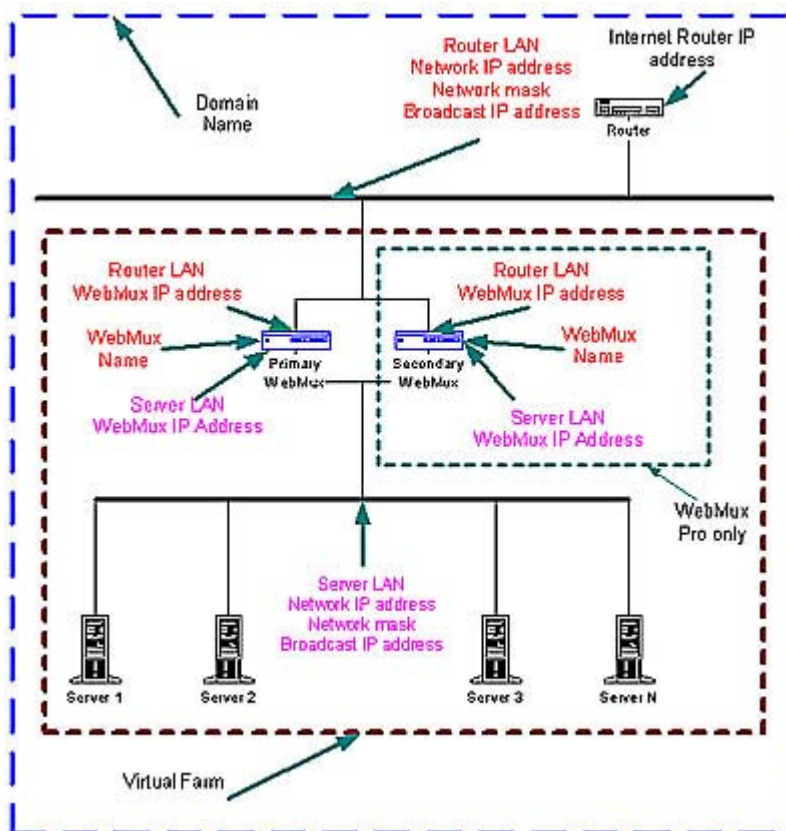 Router LAN
Network IP address
Network mask
Broadcast IP address
Internet Router IP
address
Domain
Name
Router
Router LAN
WebMux IP address
Router LAN
WebMux IP address
WebMux
Name
WebMux
Name
Primary
WebMux
Secondary
WebMux
Server LAN
WebMux IP Address
Server LAN
WebMux IP Address
WebMux
Pro only
Server LAN
Network IP address
Network mask
Broadcast IP address
Server 1
Server 2
Server 3
Server N
Virtual Farm